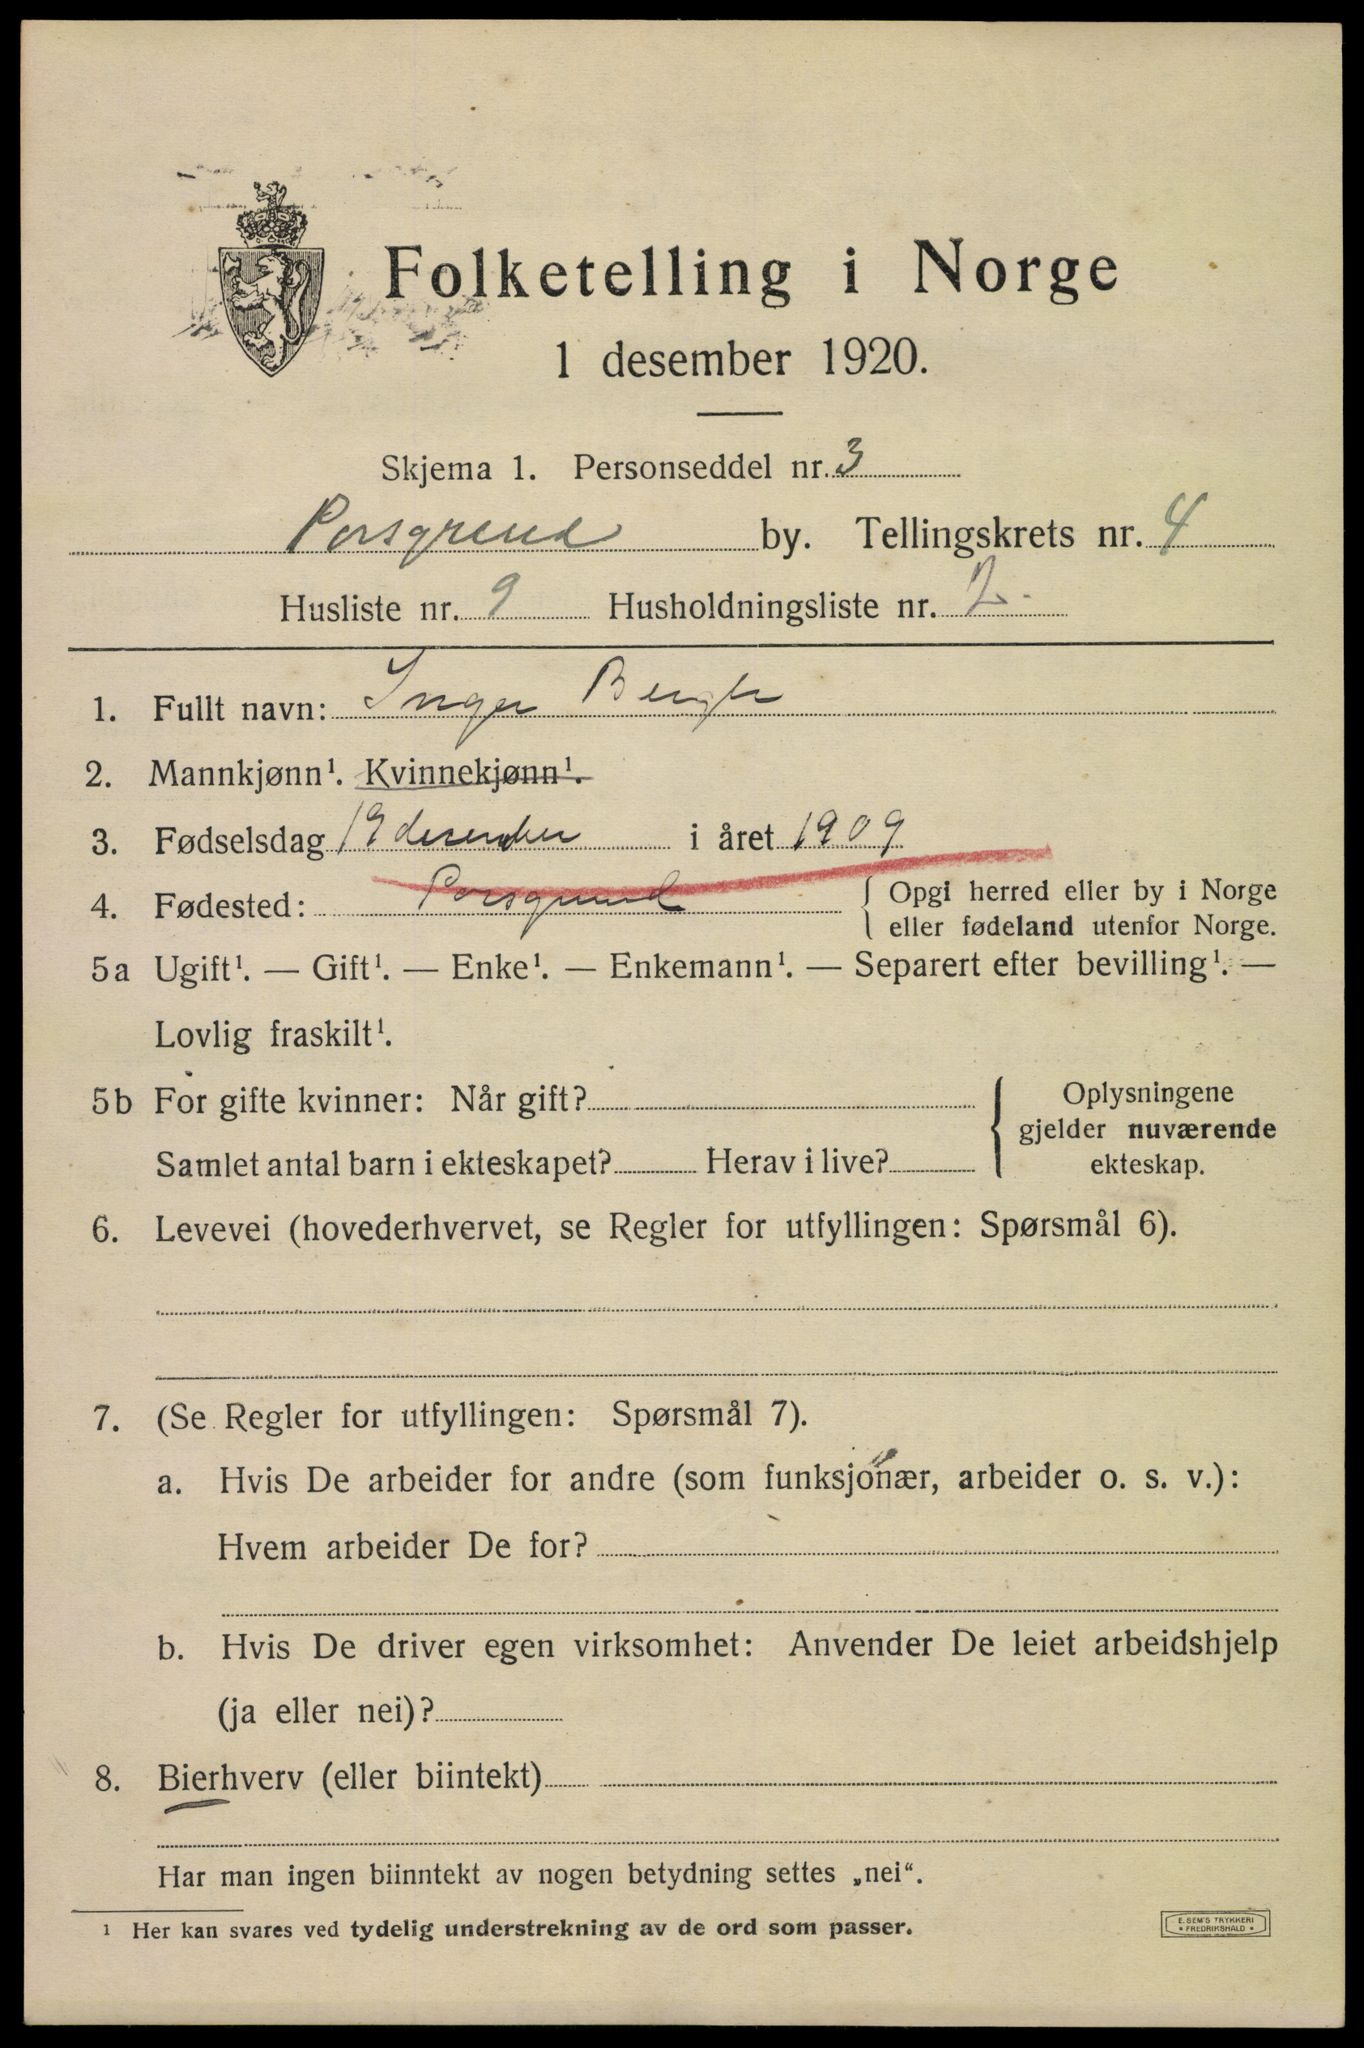 Folketelling i Norge
1 desember 1920.
Skjema 1. Personseddel nr. 3
Porsgrund by. Tellingskrets nr. 4
Husliste nr. 9 Husholdningsliste nr. 2.
1. Fullt navn: Inger
2. Mannkjønn¹. Kvinnekjønn¹.
3. Fødselsdag 19 desember i året 1909
4. Fødested: Porsgrund { Opgi herred eller by i Norge
eller fødeland utenfor Norge.
5a Ugift¹. — Gift¹. — Enke¹. — Enkemann¹. — Separert efter bevilling¹. —
Lovlig fraskilt¹.
5b For gifte kvinner: Når gift? { Oplysningene
gjelder nuværende
Samlet antal barn i ekteskapet? Herav i live? ekteskap.
6. Levevei (hovederhvervet, se Regler for utfyllingen: Spørsmål 6).
7. (Se Regler for utfyllingen: Spørsmål 7).
a. Hvis De arbeider for andre (som funksjonær, arbeider o. s. v.):
Hvem arbeider De for?
b. Hvis De driver egen virksomhet: Anvender De leiet arbeidshjelp
(ja eller nei)?
8. Bierhverv (eller biintekt)
Har man ingen biinntekt av nogen betydning settes „nei“.
¹ Her kan svares ved tydelig understrekning av de ord som passer.
E. SEM'S TRYKKERI
* FREDRIKSHALD *